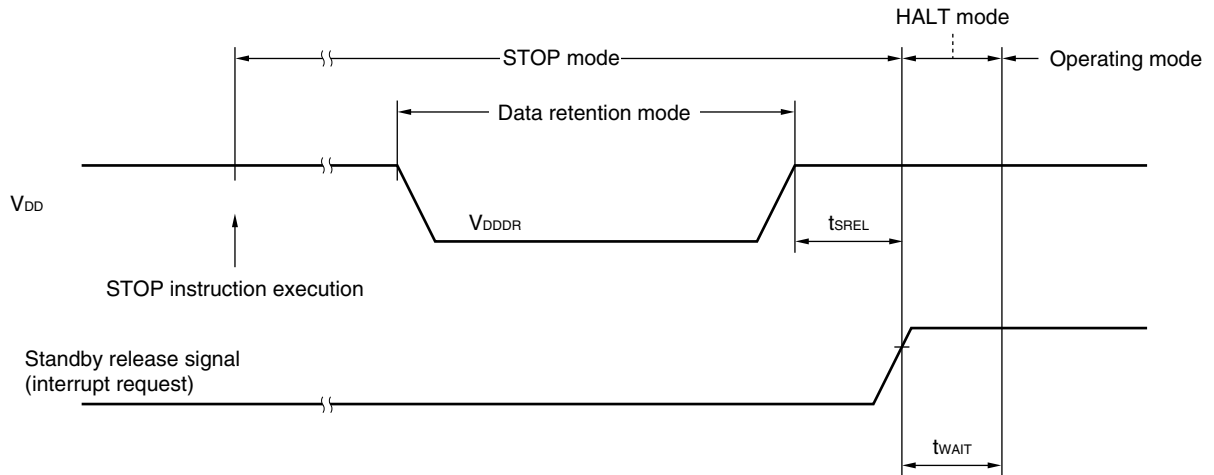 HALT mode
STOP mode
Operating mode
Data retention mode
VDD
VDDDR
tSREL
STOP instruction execution
Standby release signal
(interrupt request)
tWAIT